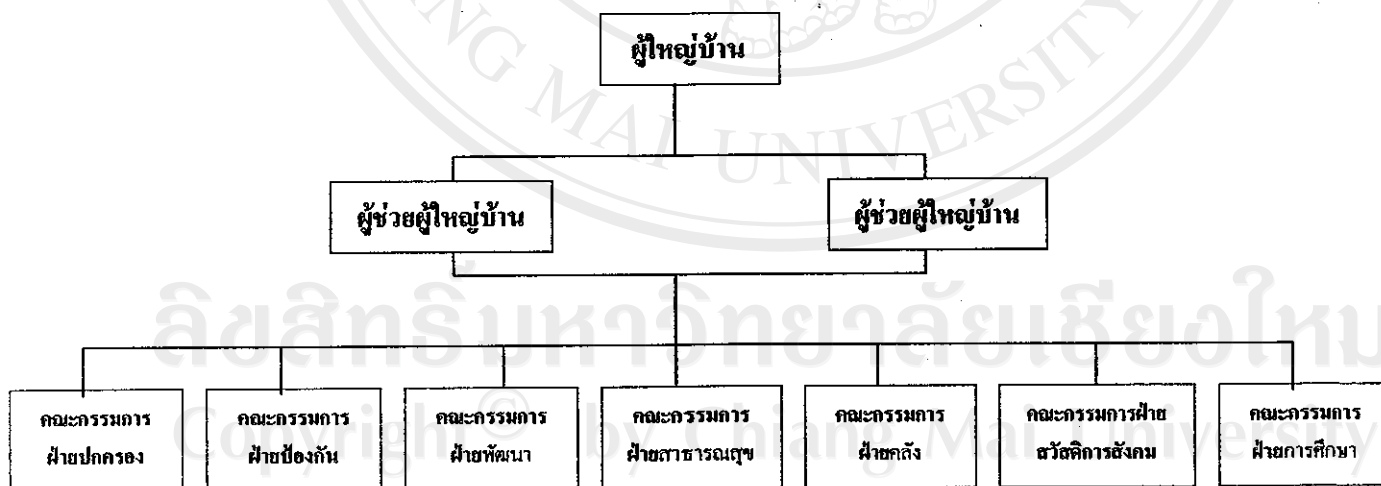 ผู้ใหญ่บ้าน
ผู้ช่วยผู้ใหญ่บ้าน
ผู้ช่วยผู้ใหญ่บ้าน
คณะกรรมการ
ฝ่ายปกครอง
คณะกรรมการ
ฝ่ายป้องกัน
คณะกรรมการ
ฝ่ายพัฒนา
คณะกรรมการ
ฝ่ายสาธารณสุข
คณะกรรมการ
ฝ่ายคลัง
คณะกรรมการฝ่าย
สวัสดิการสังคม
คณะกรรมการ
ฝ่ายการศึกษา
ANG MAI UNIVERSITY
ลิขสิทธิ์มหาวิทยาลัยเชียงใหม
Copyright © by Chiang Mai University